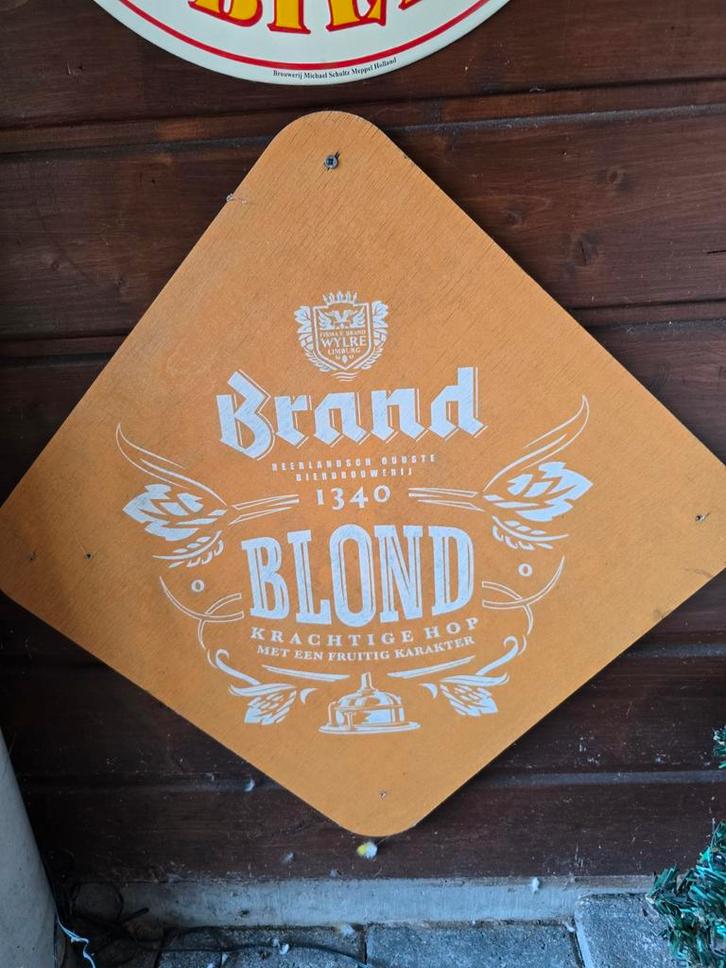 BIER
Brouwerij Michael Schultz Meppel Holland
FIRMA F. BRAND
WYLRE
LIMBURG
Brand
NEERLANDSCH OUDSTE
BIERBROUWERIJ
1340
BLOND
KRACHTIGE HOP
MET EEN FRUITIG KARAKTER